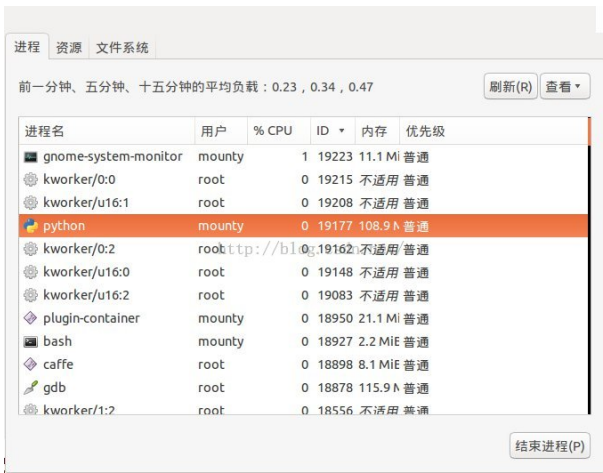 进程 资源 文件系统
前一分钟、五分钟、十五分钟的平均负载：0.23，0.34，0.47 刷新(R) 查看
进程名 用户 % CPU ID 内存 优先级
gnome-system-monitor mounty 1 19223 11.1 Mi 普通
kworker/0:0 root 0 19215 不适用 普通
kworker/u16:1 root 0 19208 不适用 普通
python mounty 0 19177 108.9 M 普通
kworker/0:2 root 0 19162 不适用 普通
kworker/u16:0 root 0 19148 不适用 普通
kworker/u16:2 root 0 19083 不适用 普通
plugin-container mounty 0 18950 21.1 Mi 普通
bash mounty 0 18927 2.2 MiB 普通
caffe root 0 18898 8.1 MiB 普通
gdb root 0 18878 115.9 M 普通
kworker/1:2 root 0 18556 不适用 普通
结束进程(P)